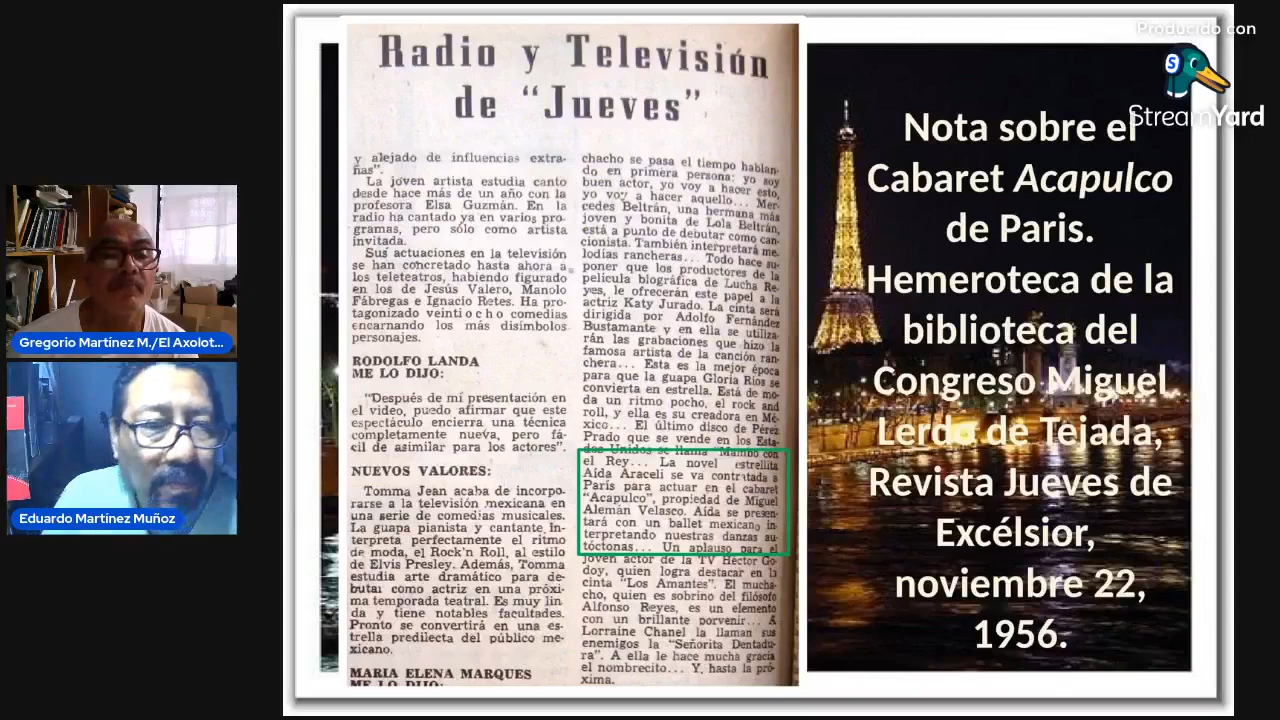 Producido con
StreamYard
Radio y Televisión
de "Jueves"
y alejado de influencias extra-
ñas".
La joven artista estudia canto
desde hace más de un año con la
profesora Elsa Guzmán. En la
radio ha cantado ya en varios pro-
gramas, pero sólo como artista
invitada.
Sus actuaciones en la televisión
se han concretado hasta ahora a
los teleteatros, habiendo figurado
en los de Jesús Valero, Manolo
Fábregas e Ignacio Retes. Ha pro-
tagonizado veintiocho comedias
encarnando los más disímbolos
personajes.
RODOLFO LANDA
ME LO DIJO:
"Después de mi presentación en
el video, puedo afirmar que este
espectáculo encierra una técnica
completamente nueva, pero fá-
cil de asimilar para los actores".
NUEVOS VALORES:
Tomma Jean acaba de incorpo-
rarse a la televisión mexicana en
una serie de comedias musicales.
La guapa pianista y cantante in-
terpreta perfectamente el ritmo
de moda, el Rock'n Roll, al estilo
de Elvis Presley. Además, Tomma
estudia arte dramático para de-
butar como actriz en una próxi-
ma temporada teatral. Es muy lin
da y tiene notables facultades.
Pronto se convertirá en una es-
trella predilecta del público me-
xicano.
MARIA ELENA MARQUES
ME LO DIJO:
chacho se pasa el tiempo hablan-
do en primera persona: yo soy
buen actor, yo voy a hacer esto,
yo voy a hacer aquello... Mer-
cedes Beltrán, una hermana más
joven y bonita de Lola Beltrán,
está a punto de debutar como can-
cionista. También interpretará me-
lodías rancheras... Todo hace su-
poner que los productores de la
película biográfica de Lucha Re-
yes, le ofrecerán este papel a la
actriz Katy Jurado. La cinta será
dirigida por Adolfo Fernández
Bustamante y en ella se utiliza-
rán las grabaciones que hizo la
famosa artista de la canción ran-
chera... Esta es la mejor época
para que la guapa Gloria Ríos se
convierta en estrella. Está de mo-
da un ritmo pocho, el rock and
roll, y ella es su creadora en Mé-
xico... El último disco de Pérez
Prado que se vende en los Esta-
dos Unidos se llama "Mambo con
el Rey... La novel estrellita
Aída Araceli se va contratada a
París para actuar en el cabaret
"Acapulco", propiedad de Miguel
Alemán Velasco. Aída se presen-
tará con un ballet mexicano in-
terpretando nuestras danzas au-
tóctonas... Un aplauso para el
joven actor de la TV Héctor Go-
doy, quien logra destacar en la
cinta "Los Amantes". El mucha-
cho, quien es sobrino del filósofo
Alfonso Reyes, es un elemento
con un brillante porvenir... A
Lorraine Chanel la llaman sus
enemigos la "Señorita Dentadu-
ra". A ella le hace mucha gracia
el nombrecito... Y, hasta la pró-
xima.
Nota sobre el
Cabaret Acapulco
de Paris.
Hemeroteca de la
biblioteca del
Congreso Miguel
Lerdo de Tejada,
Revista Jueves de
Excélsior,
noviembre 22,
1956.
Gregorio Martínez M./El Axolot...
Eduardo Martínez Muñoz